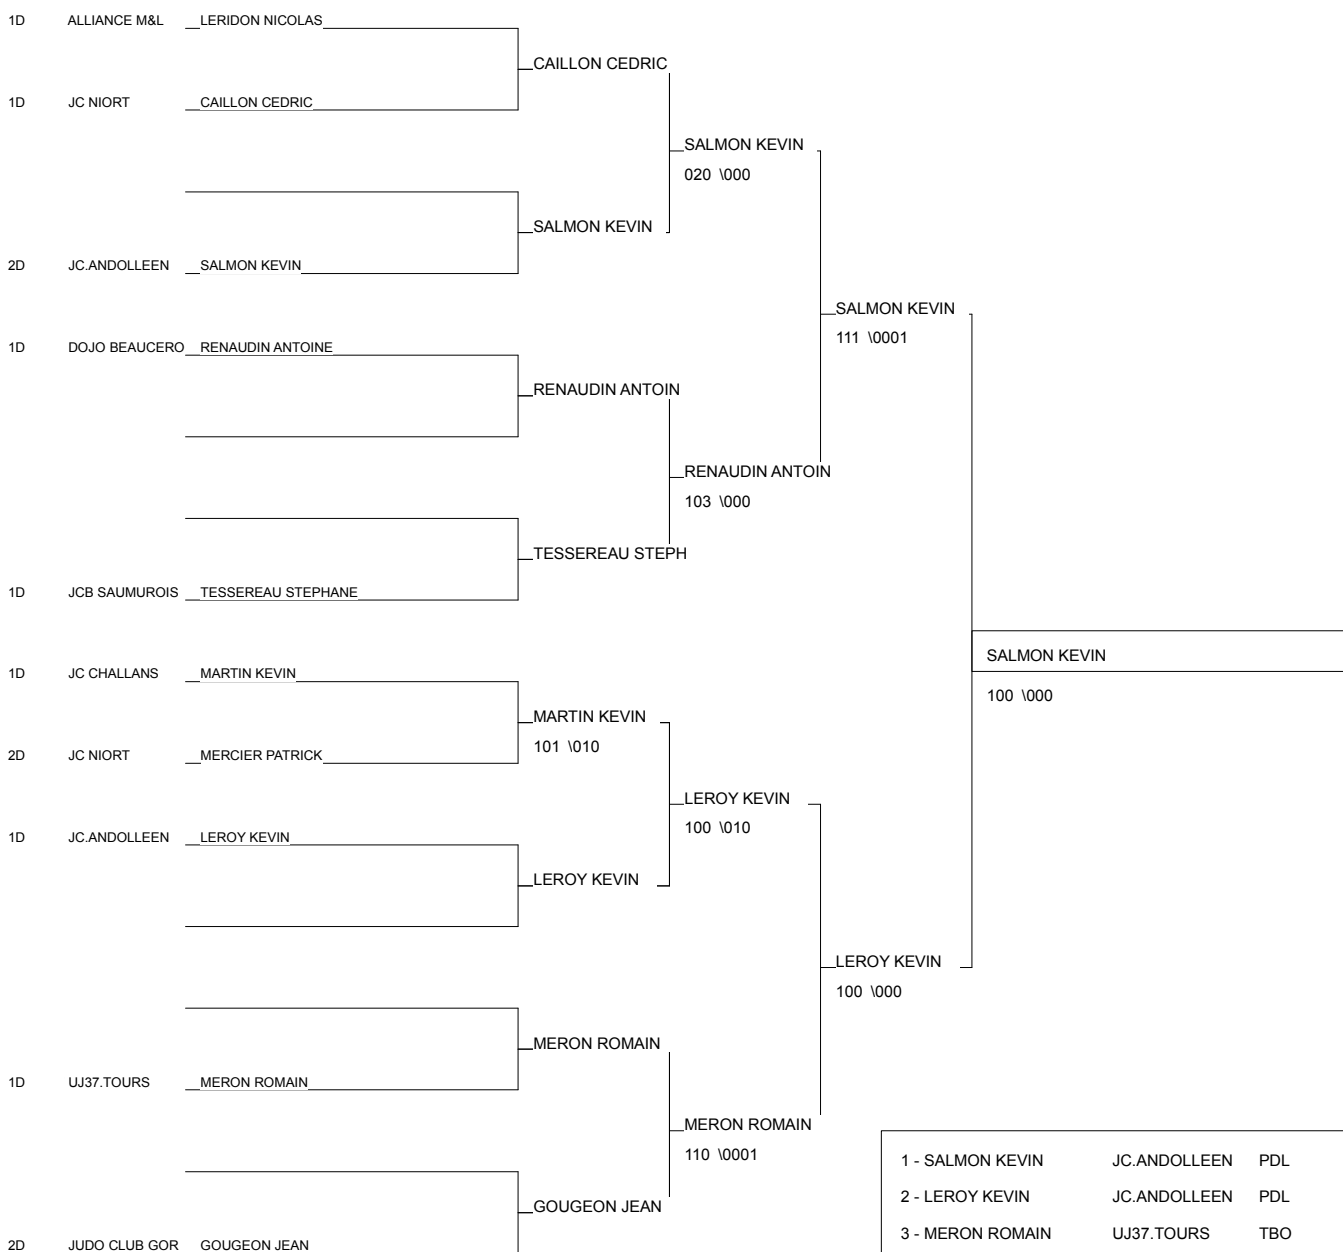 1D ALLIANCE M&L LERIDON NICOLAS
CAILLON CEDRIC
1D JC NIORT CAILLON CEDRIC
SALMON KEVIN
020 \000
SALMON KEVIN
2D JC.ANDOLLEEN SALMON KEVIN
SALMON KEVIN
111 \0001
1D DOJO BEAUCERO RENAUDIN ANTOINE
RENAUDIN ANTOIN
RENAUDIN ANTOIN
103 \000
TESSEREAU STEPH
1D JCB SAUMUROIS TESSEREAU STEPHANE
SALMON KEVIN
100 \000
1D JC CHALLANS MARTIN KEVIN
MARTIN KEVIN
101 \010
2D JC NIORT MERCIER PATRICK
LEROY KEVIN
100 \010
1D JC.ANDOLLEEN LEROY KEVIN
LEROY KEVIN
LEROY KEVIN
100 \000
MERON ROMAIN
1D UJ37.TOURS MERON ROMAIN
MERON ROMAIN
110 \0001
GOUGEON JEAN
2D JUDO CLUB GOR GOUGEON JEAN
1 - SALMON KEVIN JC.ANDOLLEEN PDL
2 - LEROY KEVIN JC.ANDOLLEEN PDL
3 - MERON ROMAIN UJ37.TOURS TBO